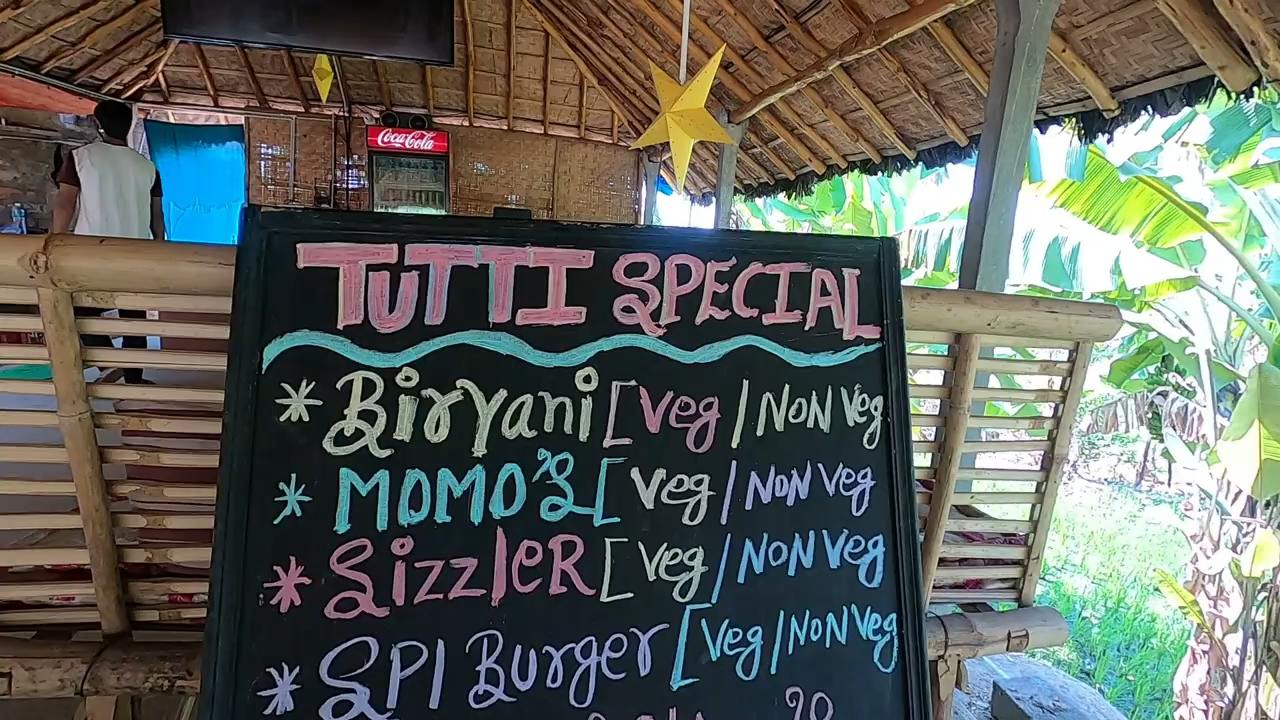 Coca-Cola
TUTTI SPECIAL
* Biryani [Veg / NON Veg
* MOMO'S [Veg / NON Veg
* SizzleR [Veg / NON Veg
* SPI Burger [Veg / NON Veg